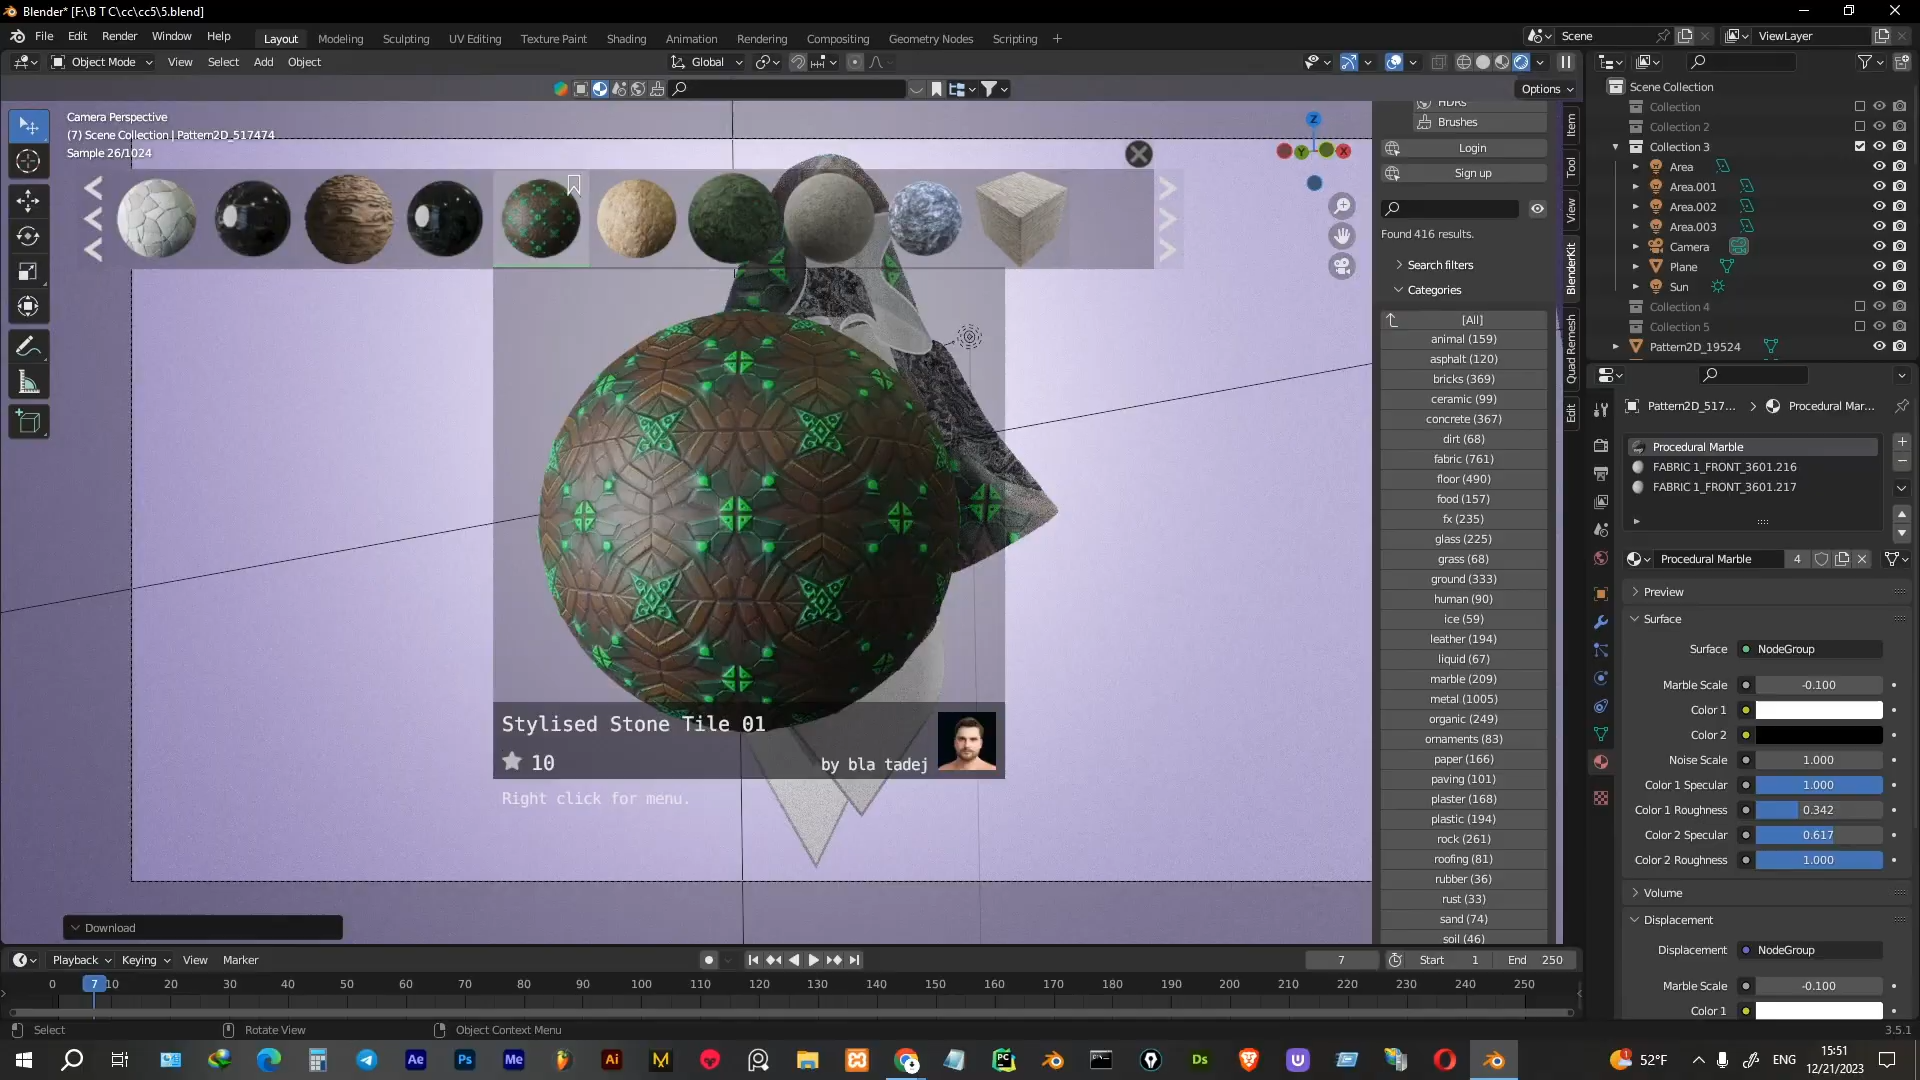 Blender* [F:\B T C\cc\cc5\5.blend]
File Edit Render Window Help
Layout Modeling Sculpting UV Editing Texture Paint Shading Animation Rendering Compositing Geometry Nodes Scripting
Scene
ViewLayer
Object Mode View Select Add Object
Global
Options
Camera Perspective
(7) Scene Collection | Pattern2D_517474
Sample 26/1024
Z
Y
X
Stylised Stone Tile 01
10
by bla tadej
Right click for menu.
Download
HDRs
Brushes
Login
Sign up
Found 416 results.
Search filters
Categories
[All]
animal (159)
asphalt (120)
bricks (369)
ceramic (99)
concrete (367)
dirt (68)
fabric (761)
floor (490)
food (157)
fx (235)
glass (225)
grass (68)
ground (333)
human (90)
ice (59)
leather (194)
liquid (67)
marble (209)
metal (1005)
organic (249)
ornaments (83)
paper (166)
paving (101)
plaster (168)
plastic (194)
rock (261)
roofing (81)
rubber (36)
rust (33)
sand (74)
soil (46)
Item
Tool
View
BlenderKit
Quad Remesh
Edit
Scene Collection
Collection
Collection 2
Collection 3
Area
Area.001
Area.002
Area.003
Camera
Plane
Sun
Collection 4
Collection 5
Pattern2D_19524
Pattern2D_517... Procedural Mar...
Procedural Marble
FABRIC 1_FRONT_3601.216
FABRIC 1_FRONT_3601.217
Procedural Marble 4
Preview
Surface
Surface NodeGroup
Marble Scale -0.100
Color 1
Color 2
Noise Scale 1.000
Color 1 Specular 1.000
Color 1 Roughness 0.342
Color 2 Specular 0.617
Color 2 Roughness 1.000
Volume
Displacement
Displacement NodeGroup
Marble Scale -0.100
Color 1
Playback Keying View Marker
7 Start 1 End 250
0 7 10 20 30 40 50 60 70 80 90 100 110 120 130 140 150 160 170 180 190 200 210 220 230 240 250
Select Rotate View Object Context Menu
3.5.1
Ae Ps Me Ai PC Ds
1 52°F ENG
15:51
12/21/2023